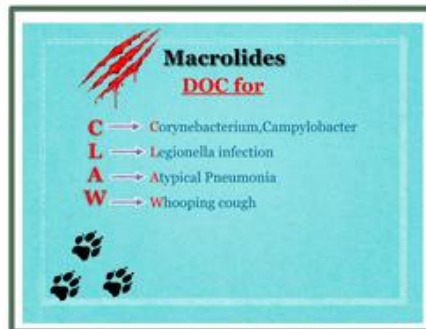 Macrolides
DOC for
C → Corynebacterium,Campylobacter
L → Legionella infection
A → Atypical Pneumonia
W → Whooping cough